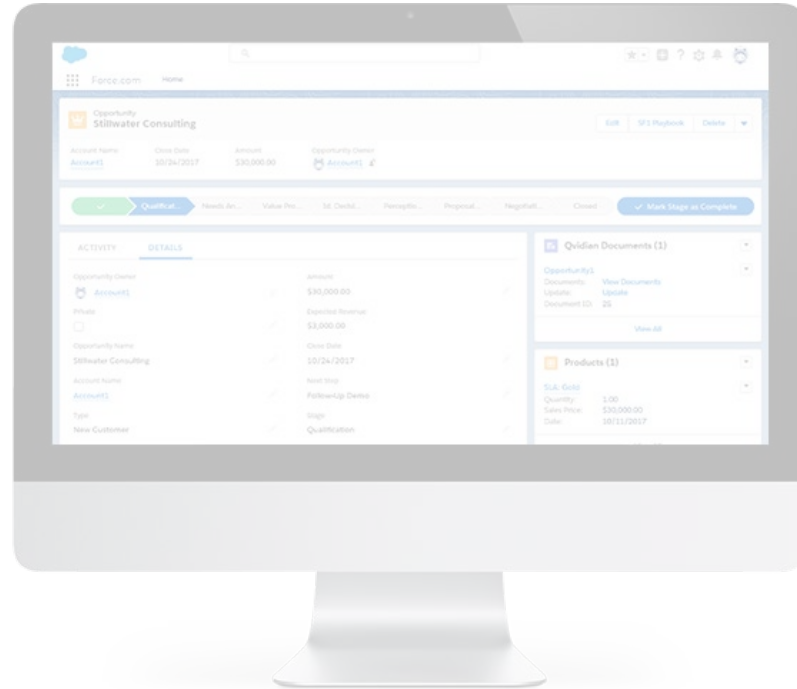 Force.com Home
Opportunity
Stillwater Consulting
Edit SFS Playbook Delete
Account Name Close Date Amount Opportunity Owner
Account1 10/24/2017 $30,000.00 Account1
Qualificat... Needs An... Value Pro... Id. Decisi... Perceptio... Proposal... Negotiati... Closed Mark Stage as Complete
ACTIVITY DETAILS
Opportunity Owner
Account1
Private
Opportunity Name
Stillwater Consulting
Account Name
Account1
Type
New Customer
Amount
$30,000.00
Expected Revenue
$3,000.00
Close Date
10/24/2017
Next Step
FollowUp Demo
Stage
Qualification
Qvidian Documents (1)
Opportunity1
Documents: View Documents
Update: Update
Document ID: 25
View All
Products (1)
SLA: Gold
Quantity: 1.00
Sales Price: $30,000.00
Date: 10/11/2017